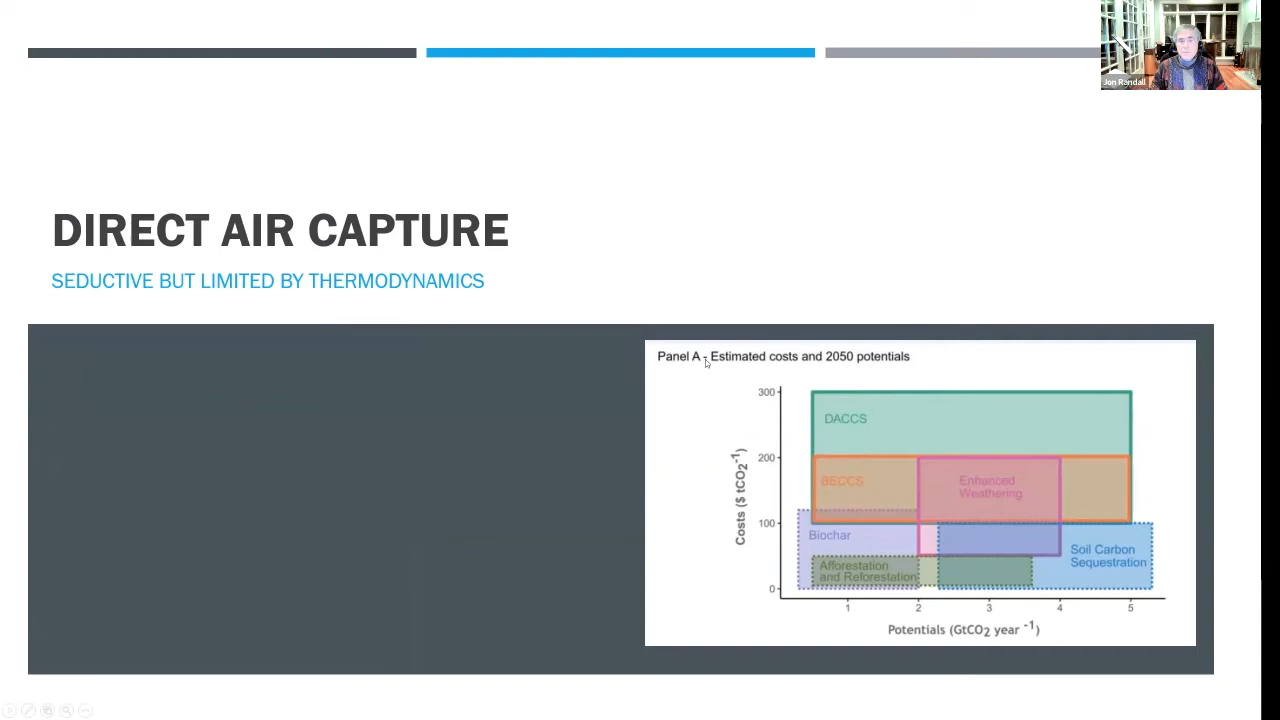 Jon Randall
DIRECT AIR CAPTURE
SEDUCTIVE BUT LIMITED BY THERMODYNAMICS
Panel A - Estimated costs and 2050 potentials
300
DACCS
200
BECCS
Enhanced
Weathering
Costs ($ tCO2-1)
100
Biochar
Soil Carbon
Sequestration
Afforestation
and Reforestation
0
1 2 3 4 5
Potentials (GtCO2 year -1)